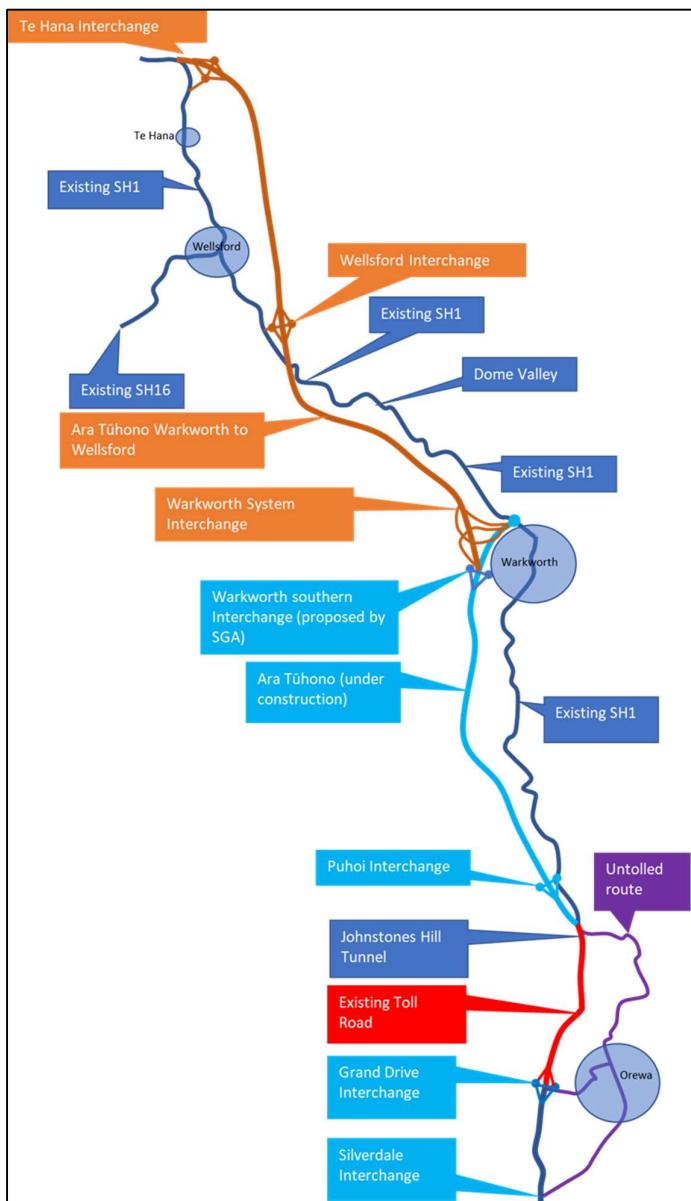 Te Hana Interchange
Te Hana
Existing SH1
Wellsford
Wellsford Interchange
Existing SH1
Existing SH16
Dome Valley
Ara Tūhono Warkworth to
Wellsford
Existing SH1
Warkworth System
Interchange
Warkworth
Warkworth southern
Interchange (proposed by
SGA)
Ara Tūhono (under
construction)
Existing SH1
Puhoi Interchange
Untolled
route
Johnstones Hill
Tunnel
Existing Toll
Road
Grand Drive
Interchange
Orewa
Silverdale
Interchange